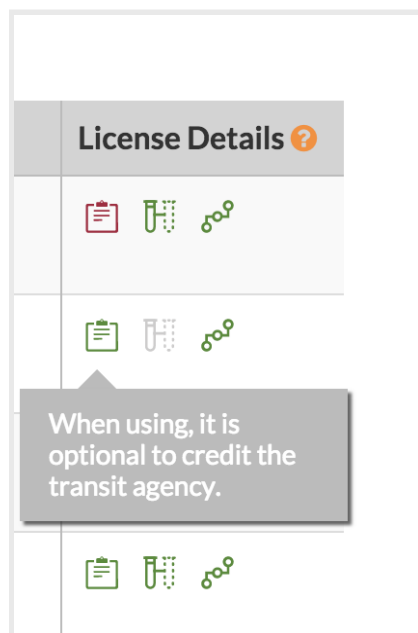 License Details ?
When using, it is
optional to credit the
transit agency.